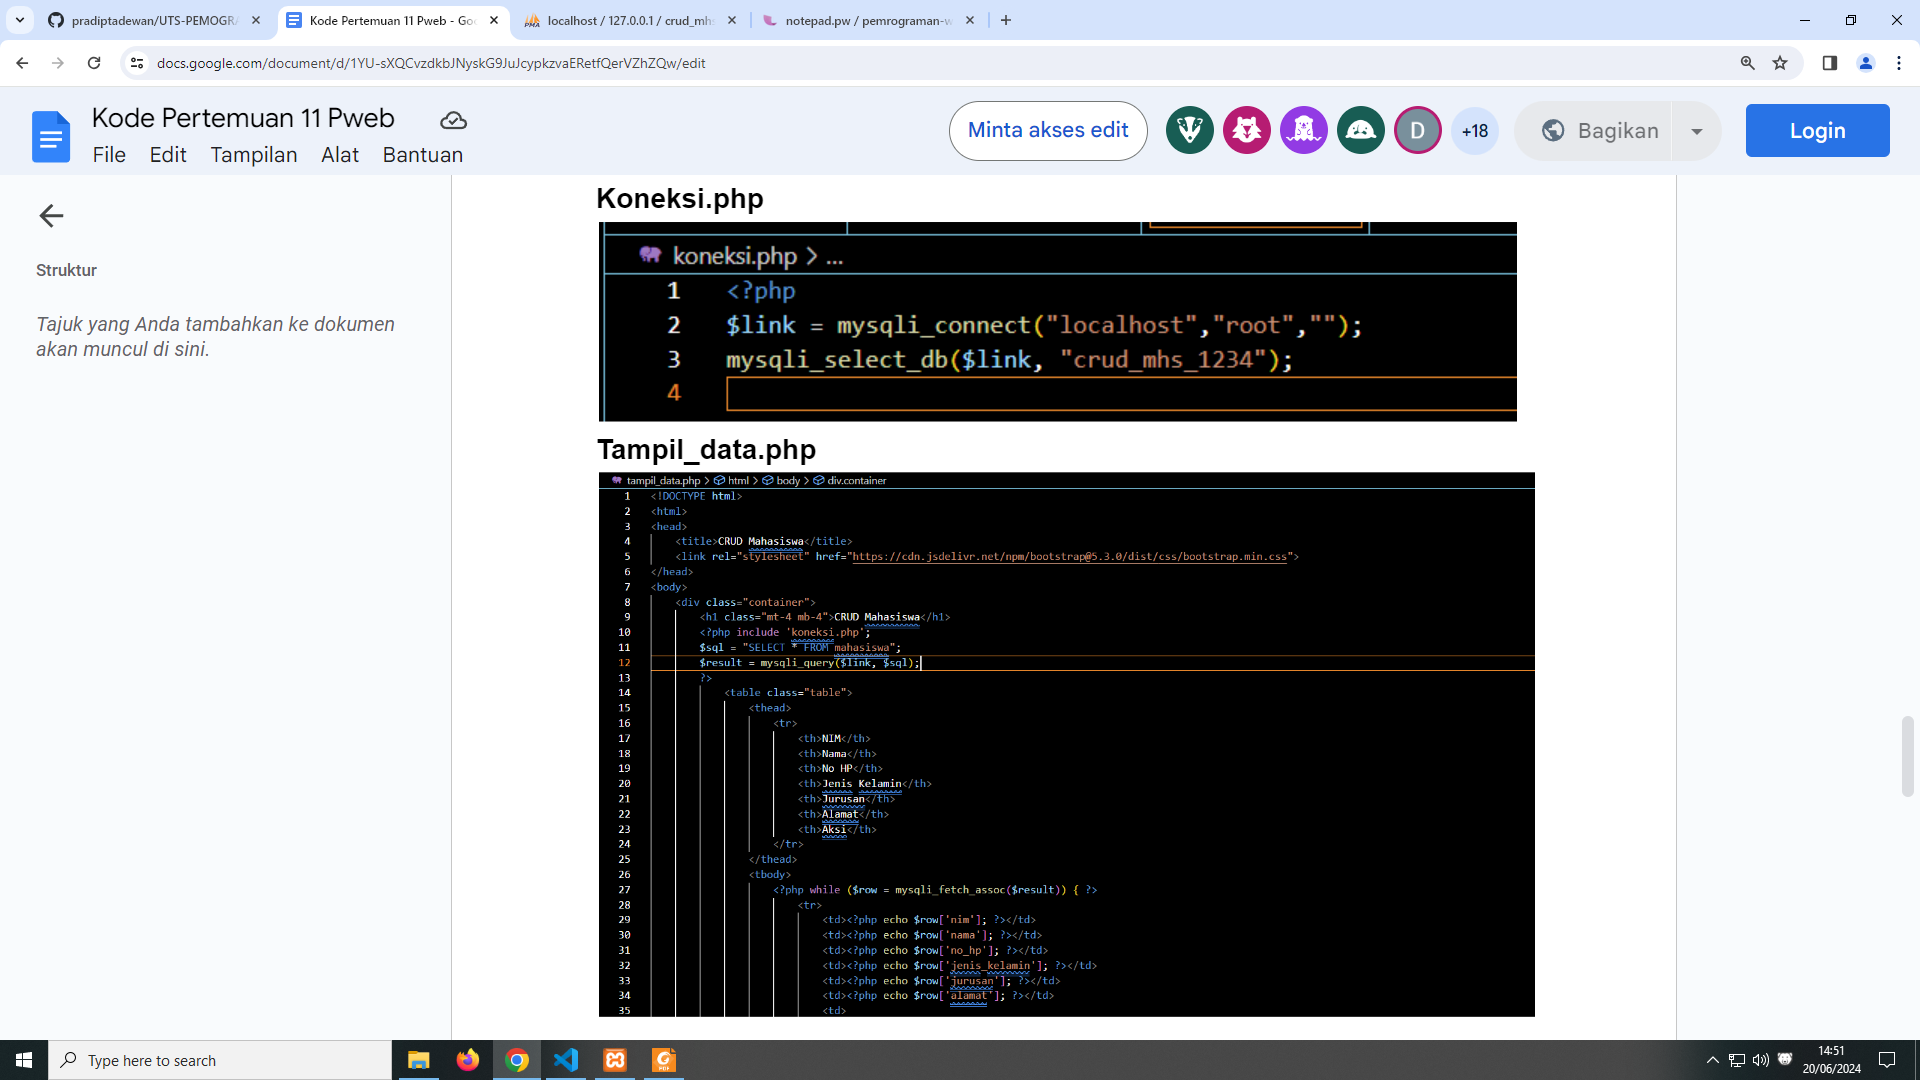 pradiptadewan/UTS-PEMOGRA
Kode Pertemuan 11 Pweb - Goo
localhost / 127.0.0.1 / crud_mhs
notepad.pw / pemrograman-w
docs.google.com/document/d/1YU-sXQCvzdkbJNyskG9JuJcypkzvaERetfQerVZhZQw/edit
Kode Pertemuan 11 Pweb
File Edit Tampilan Alat Bantuan
Minta akses edit
D
+18
Bagikan
Login
Struktur
Tajuk yang Anda tambahkan ke dokumen
akan muncul di sini.
Koneksi.php
koneksi.php > ...
1 <?php
2 $link = mysqli_connect("localhost","root","");
3 mysqli_select_db($link, "crud_mhs_1234");
4
Tampil_data.php
tampil_data.php > html > body > div.container
1 <!DOCTYPE html>
2 <html>
3 <head>
4 <title>CRUD Mahasiswa</title>
5 <link rel="stylesheet" href="https://cdn.jsdelivr.net/npm/bootstrap@5.3.0/dist/css/bootstrap.min.css">
6 </head>
7 <body>
8 <div class="container">
9 <h1 class="mt-4 mb-4">CRUD Mahasiswa</h1>
10 <?php include 'koneksi.php';
11 $sql = "SELECT * FROM mahasiswa";
12 $result = mysqli_query($link, $sql);
13 ?>
14 <table class="table">
15 <thead>
16 <tr>
17 <th>NIM</th>
18 <th>Nama</th>
19 <th>No HP</th>
20 <th>Jenis Kelamin</th>
21 <th>Jurusan</th>
22 <th>Alamat</th>
23 <th>Aksi</th>
24 </tr>
25 </thead>
26 <tbody>
27 <?php while ($row = mysqli_fetch_assoc($result)) { ?>
28 <tr>
29 <td><?php echo $row['nim']; ?></td>
30 <td><?php echo $row['nama']; ?></td>
31 <td><?php echo $row['no_hp']; ?></td>
32 <td><?php echo $row['jenis_kelamin']; ?></td>
33 <td><?php echo $row['jurusan']; ?></td>
34 <td><?php echo $row['alamat']; ?></td>
35 <td>
Type here to search
14:51
20/06/2024